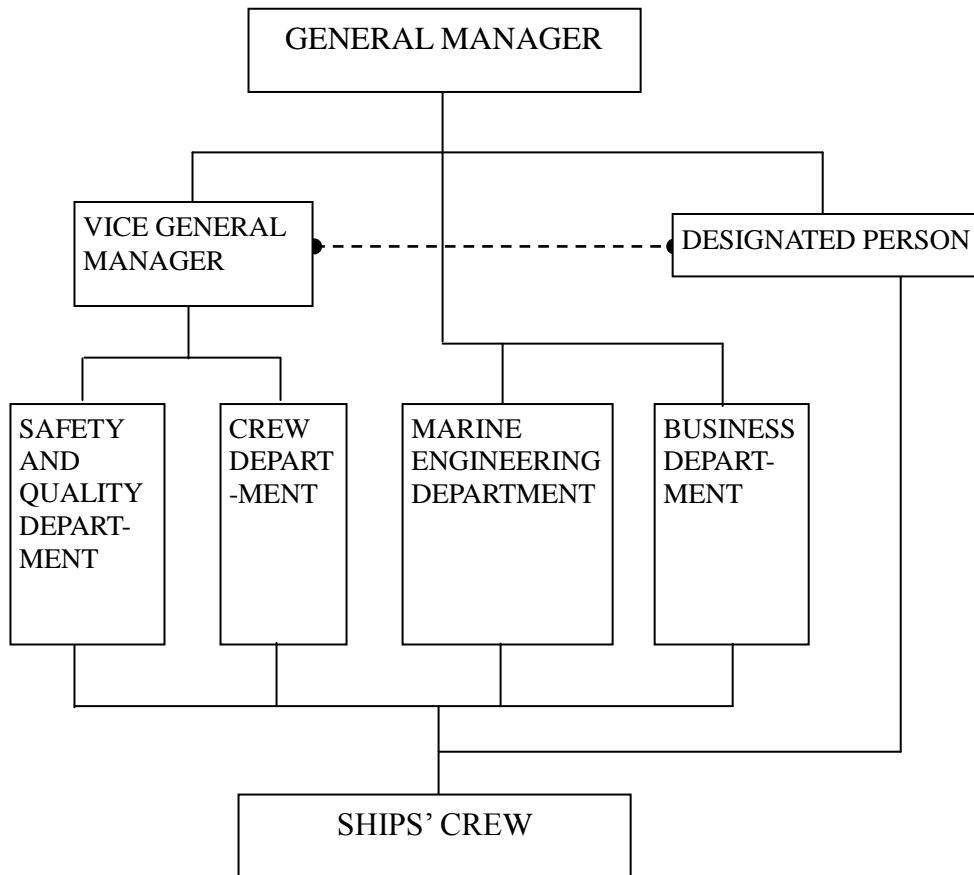 GENERAL MANAGER
VICE GENERAL
MANAGER
DESIGNATED PERSON
SAFETY
AND
QUALITY
DEPART-
MENT
CREW
DEPART
-MENT
MARINE
ENGINEERING
DEPARTMENT
BUSINESS
DEPART-
MENT
SHIPS’ CREW